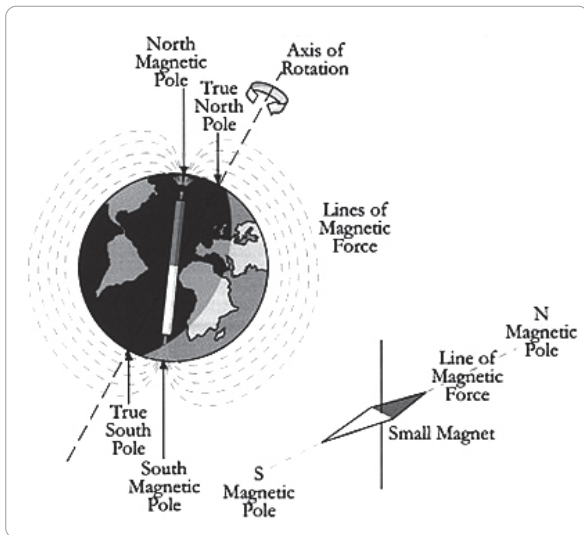 North
Magnetic
Pole
True
North
Pole
Axis of
Rotation
Lines of
Magnetic
Force
True
South
Pole
South
Magnetic
Pole
N
Magnetic
Pole
Line of
Magnetic
Force
Small Magnet
S
Magnetic
Pole